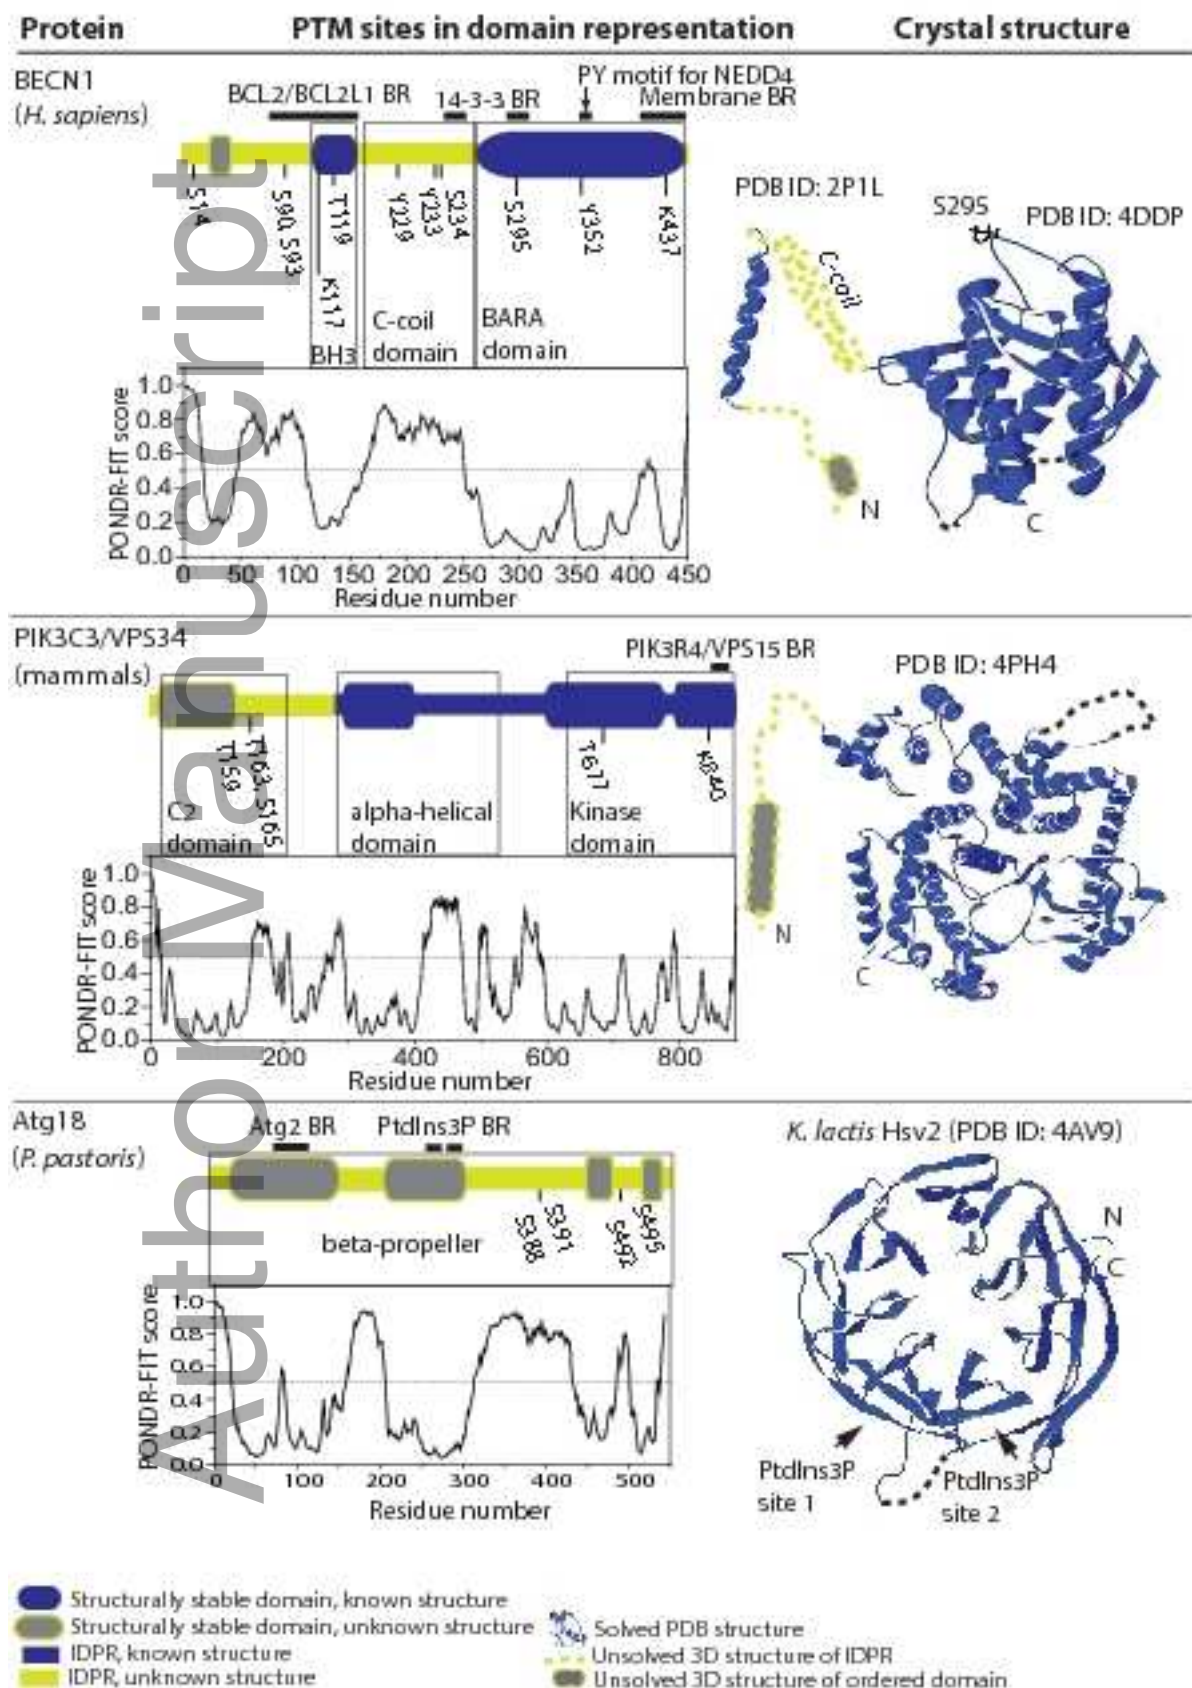 Protein PTM sites in domain representation Crystal structure
BECN1
(H. sapiens)
PY motif for NEDD4
BCL2/BCL2L1 BR 14-3-3 BR Membrane BR
S14 S90, S93 K117 T119 Y229 Y233 S234 S295 Y352 K437
BH3
C-coil
domain
BARA
domain
PDB ID: 2P1L
S295 PDB ID: 4DDP
C-coil
N C
PONDR-FIT score
1.0
0.8
0.6
0.4
0.2
0.0
0 50 100 150 200 250 300 350 400 450
Residue number
PIK3C3/VPS34
(mammals)
PIK3R4/VPS15 BR
PDB ID: 4PH4
T159 T163, S165 T677 K840
C2
domain
alpha-helical
domain
Kinase
domain
N
C
PONDR-FIT score
1.0
0.8
0.6
0.4
0.2
0.0
0 200 400 600 800
Residue number
Atg18
(P. pastoris)
Atg2 BR PtdIns3P BR
K. lactis Hsv2 (PDB ID: 4AV9)
S388 S391 S492 S495
beta-propeller
N
C
PONDR-FIT score
1.0
0.8
0.6
0.4
0.2
0.0
0 100 200 300 400 500
Residue number
PtdIns3P
site 1
PtdIns3P
site 2
Structurally stable domain, known structure
Structurally stable domain, unknown structure
IDPR, known structure
IDPR, unknown structure
Solved PDB structure
Unsolved 3D structure of IDPR
Unsolved 3D structure of ordered domain
Author Manuscript